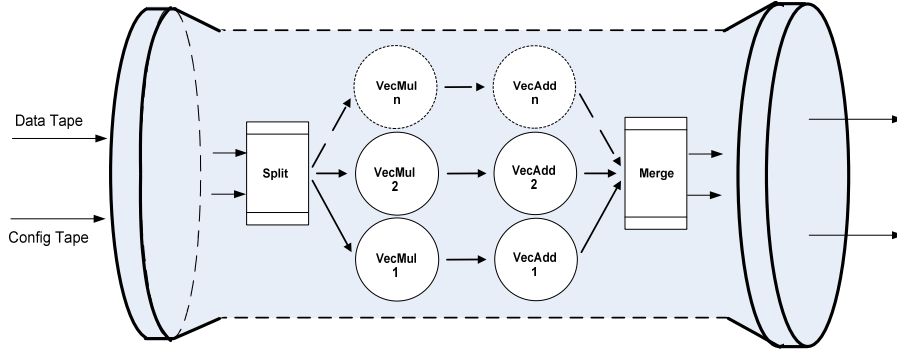 Data Tape
Config Tape
Split
VecMul
n
VecAdd
n
VecMul
2
VecAdd
2
VecMul
1
VecAdd
1
Merge